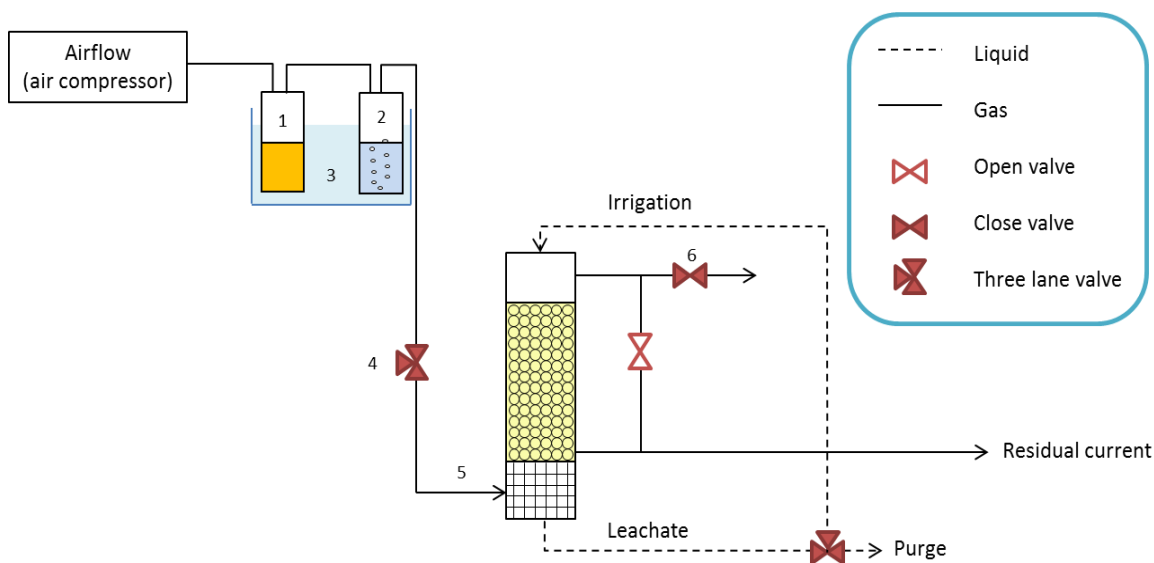 Airflow
(air compressor)
1
2
3
4
5
6
Irrigation
Leachate
Purge
Residual current
Liquid
Gas
Open valve
Close valve
Three lane valve